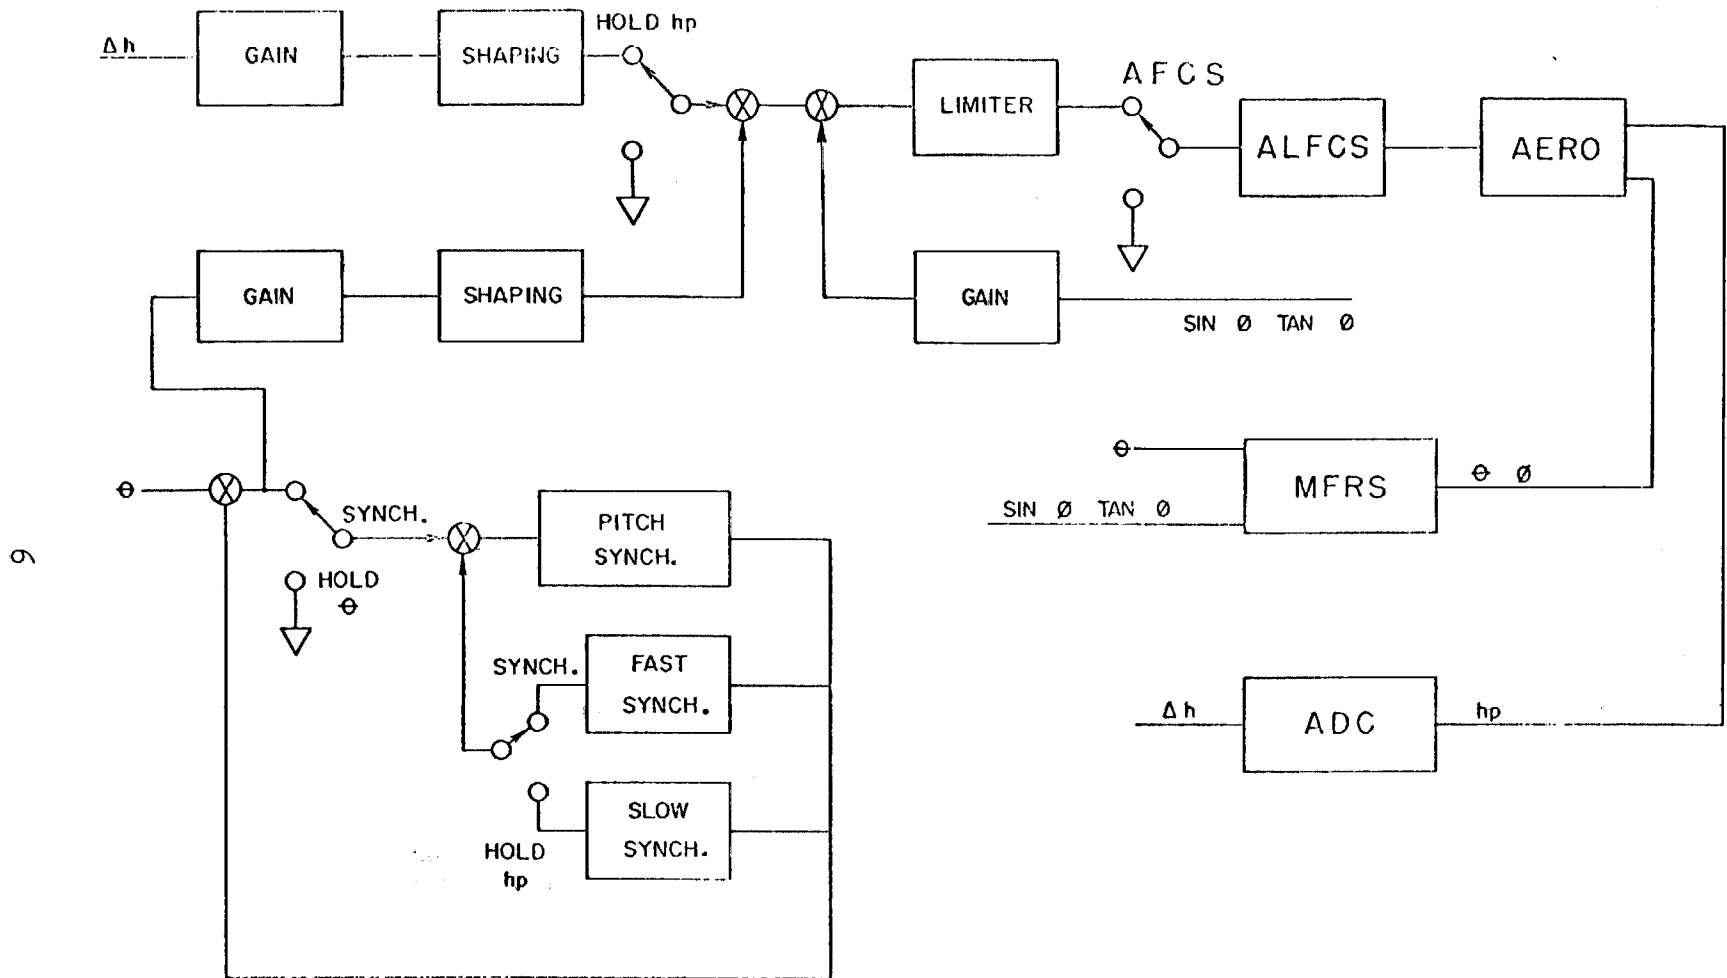 HOLD hp
Δh
GAIN
SHAPING
AFCS
LIMITER
ALFCS
AERO
GAIN
SHAPING
GAIN
SIN Ø TAN Ø
θ
MFRS
θ Ø
SIN Ø TAN Ø
θ
SYNCH.
PITCH
SYNCH.
HOLD
θ
SYNCH.
FAST
SYNCH.
Δh
ADC
hp
SLOW
SYNCH.
HOLD
hp
6